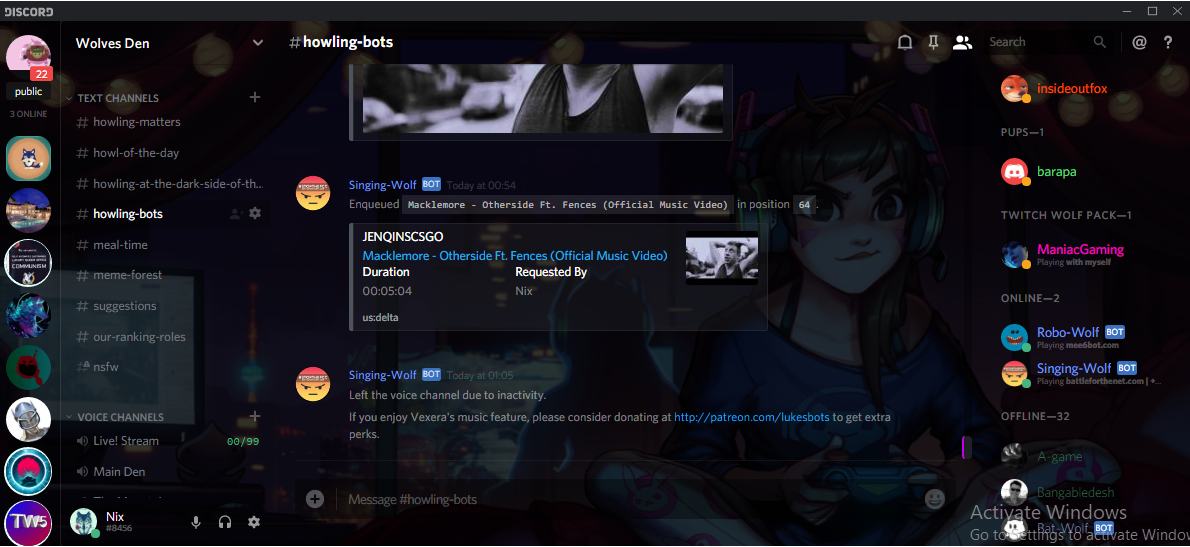 DISCORD
22
public
3 ONLINE
COMMUNISM
TW5
Wolves Den
TEXT CHANNELS
# howling-matters
# howl-of-the-day
# howling-at-the-dark-side-of-th...
# howling-bots
# meal-time
# meme-forest
# suggestions
# our-ranking-roles
# nsfw
VOICE CHANNELS
Live! Stream 00/99
Main Den
Nix
#8456
#howling-bots
Search
Singing-Wolf BOT Today at 00:54
Enqueued Macklemore - Otherside Ft. Fences (Official Music Video) in position 64 .
JENQINSCSGO
Macklemore - Otherside Ft. Fences (Official Music Video)
Duration Requested By
00:05:04 Nix
us:delta
Singing-Wolf BOT Today at 01:05
Left the voice channel due to inactivity.
If you enjoy Vexera's music feature, please consider donating at http://patreon.com/lukesbots to get extra
perks.
Message #howling-bots
insideoutfox
PUPS—1
barapa
TWITCH WOLF PACK—1
ManiacGaming
Playing with myself
ONLINE—2
Robo-Wolf BOT
Playing mee6bot.com
Singing-Wolf BOT
Playing battleforthenet.com | +...
OFFLINE—32
A-game
Bangabledesh
Bat-Wolf BOT
Activate Windows
Go to Settings to activate Window